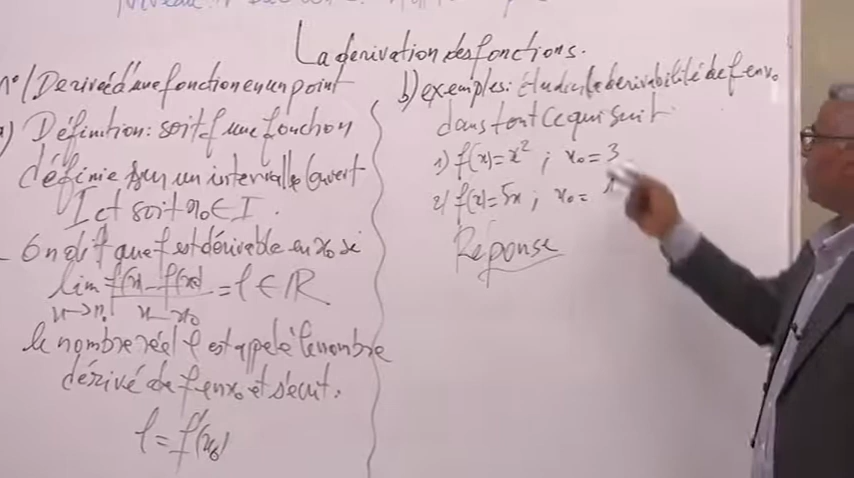 La derivation des fonctions.
1°/ Derivée d'une fonction en un point
a) Définition: soit f une fonction
définie sur un intervalle ouvert
I et soit x₀ ∈ I.
- On dit que f est dérivable en x₀ si
lim f(x) - f(x₀) / x - x₀ = l ∈ ℝ
x→x₀
le nombre réel l est appelé le nombre
dérivé de f en x₀ et s'écrit.
l = f'(x₀)
b) exemples: étudier la derivabilité de f en x₀
dans tout ce qui suit
1) f(x) = x² ; x₀ = 3
2) f(x) = 5x ; x₀ =
Réponse